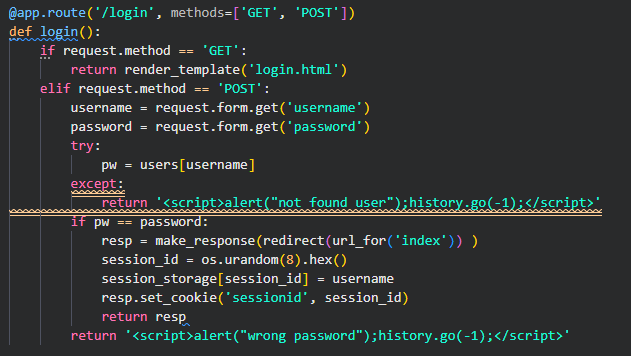 @app.route('/login', methods=['GET', 'POST'])
def login():
    if request.method == 'GET':
        return render_template('login.html')
    elif request.method == 'POST':
        username = request.form.get('username')
        password = request.form.get('password')
        try:
            pw = users[username]
        except:
            return '<script>alert("not found user");history.go(-1);</script>'
        if pw == password:
            resp = make_response(redirect(url_for('index')) )
            session_id = os.urandom(8).hex()
            session_storage[session_id] = username
            resp.set_cookie('sessionid', session_id)
            return resp
        return '<script>alert("wrong password");history.go(-1);</script>'